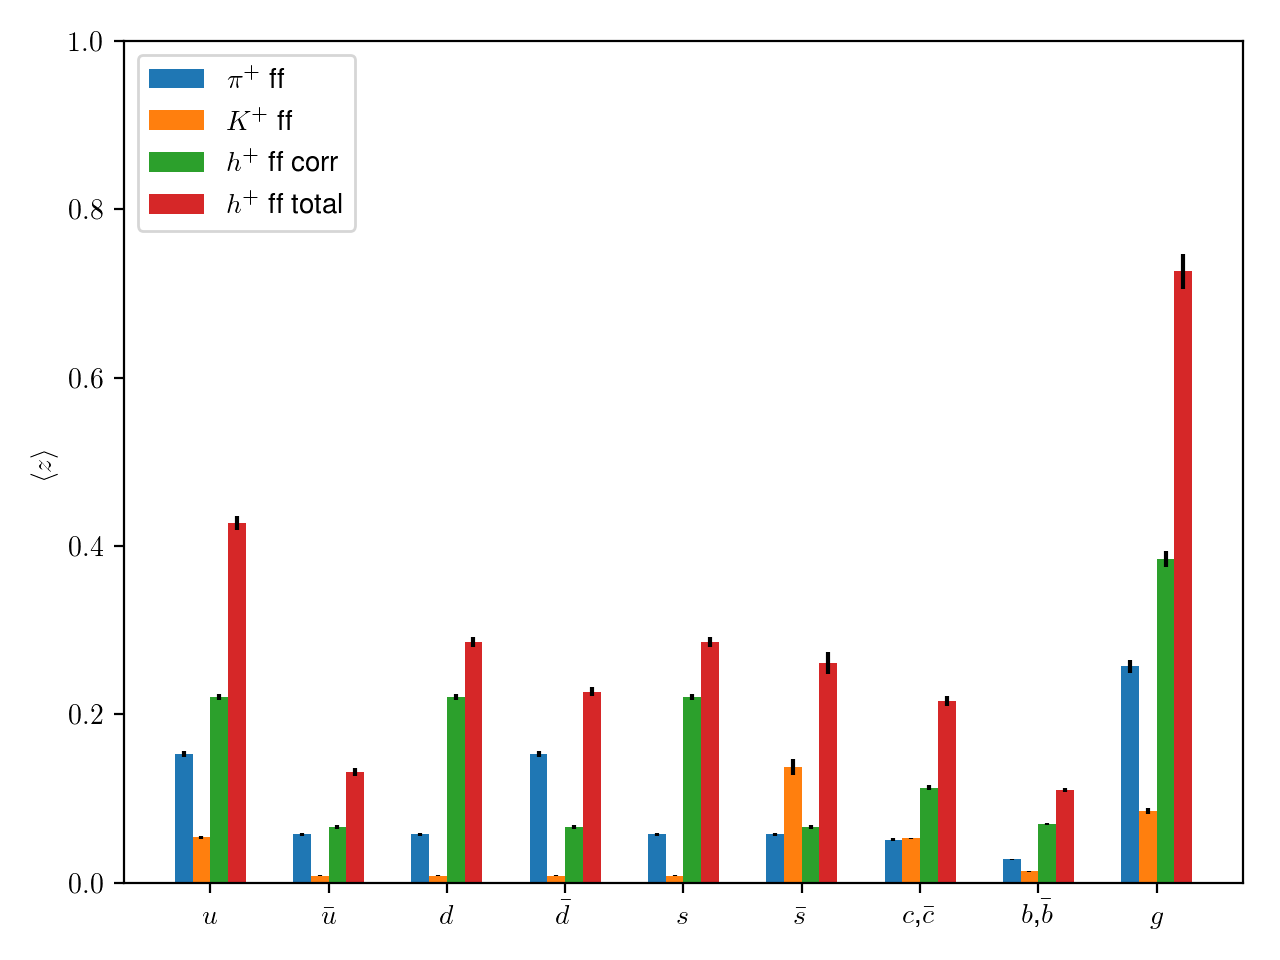 1.0
π⁺ ff
K⁺ ff
h⁺ ff corr
h⁺ ff total
0.8
0.6
⟨z⟩
0.4
0.2
0.0
u ū d d̄ s s̄ c,c̄ b,b̄ g